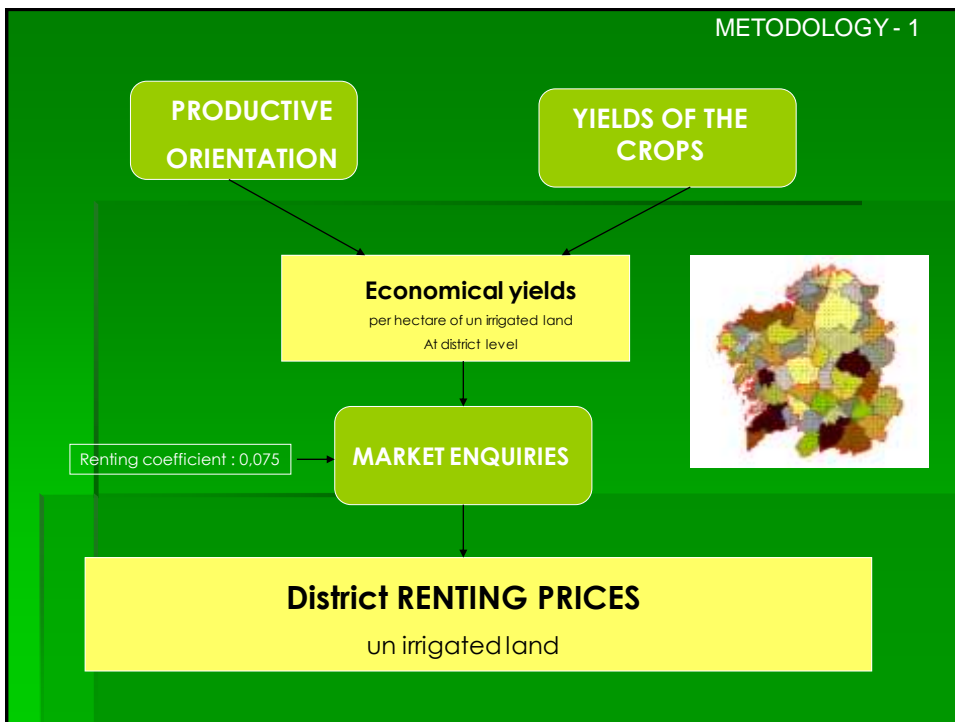 METODOLOGY - 1
PRODUCTIVE
ORIENTATION
YIELDS OF THE
CROPS
Economical yields
per hectare of un irrigated land
At district level
Renting coefficient : 0,075
MARKET ENQUIRIES
District RENTING PRICES
un irrigated land